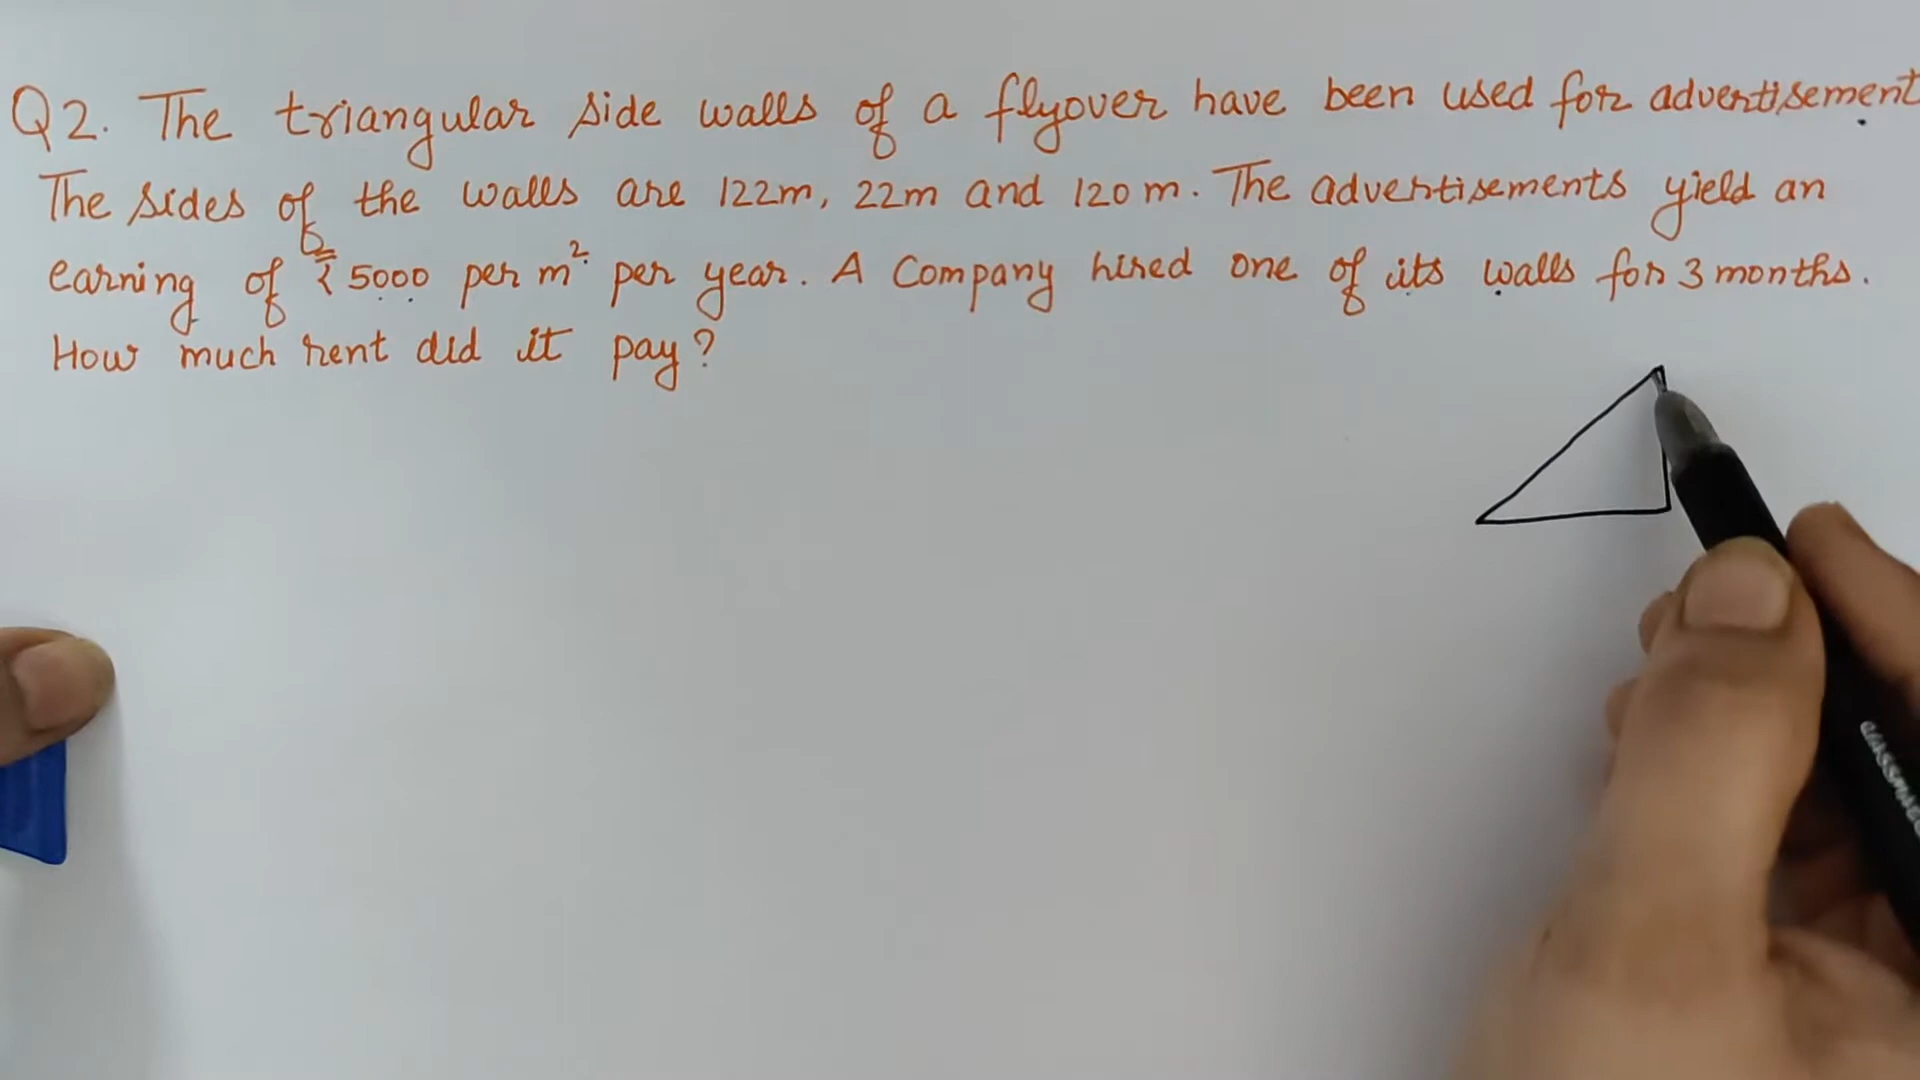 Q2. The triangular side walls of a flyover have been used for advertisement
The sides of the walls are 122m, 22m and 120 m. The advertisements yield an
earning of ₹ 5000 per m² per year. A Company hired one of its walls for 3 months.
How much rent did it pay?
CLASSMATE